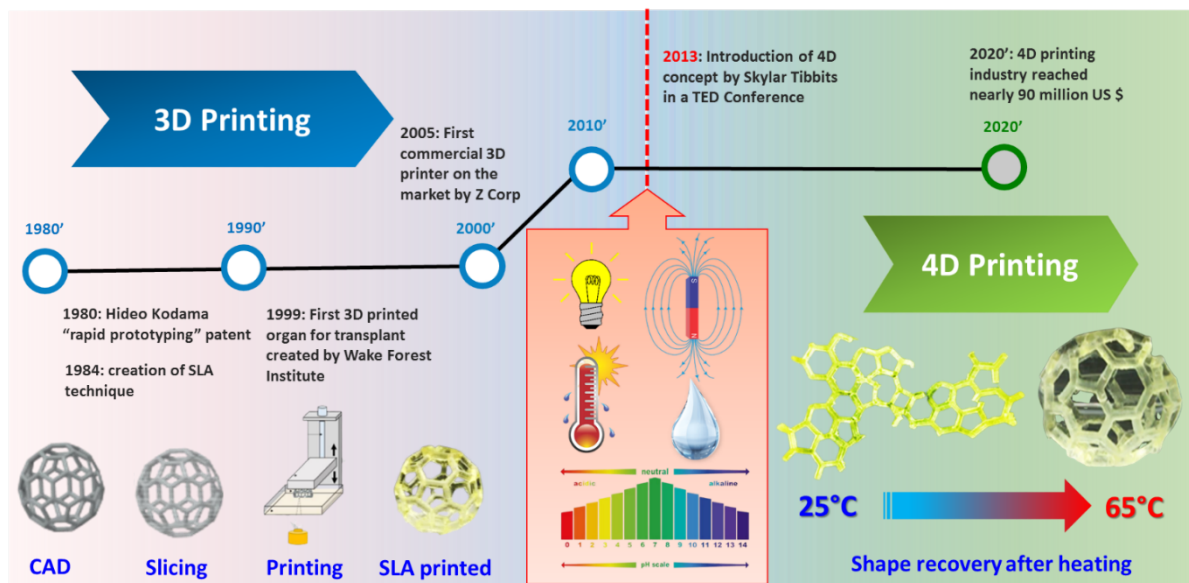 3D Printing
2005: First
commercial 3D
printer on the
market by Z Corp
2010’
2013: Introduction of 4D
concept by Skylar Tibbits
in a TED Conference
2020’: 4D printing
industry reached
nearly 90 million US $
2020’
1980’
1990’
2000’
4D Printing
1980: Hideo Kodama
“rapid prototyping” patent
1984: creation of SLA
technique
1999: First 3D printed
organ for transplant
created by Wake Forest
Institute
S
N
neutral
acidic
alkaline
0 1 2 3 4 5 6 7 8 9 10 11 12 13 14
pH scale
25°C
65°C
CAD
Slicing
Printing
SLA printed
Shape recovery after heating